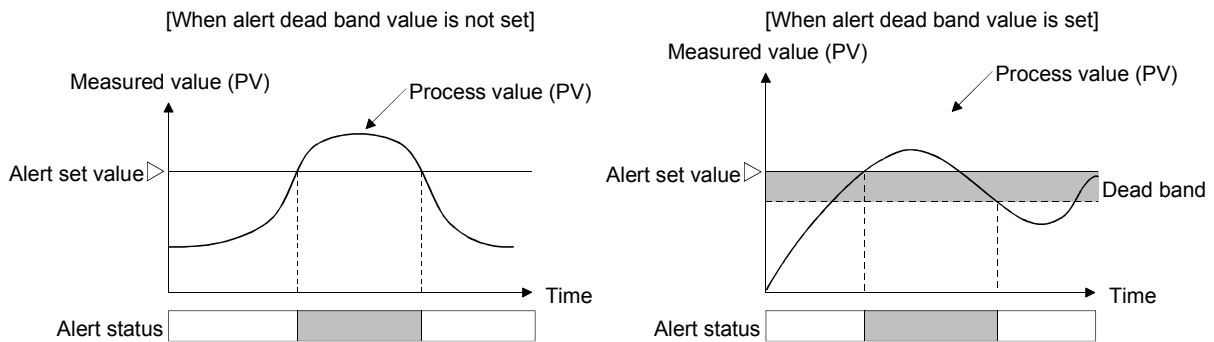 [When alert dead band value is not set]
Measured value (PV)
Process value (PV)
Alert set value
Time
Alert status
[When alert dead band value is set]
Measured value (PV)
Process value (PV)
Alert set value
Dead band
Time
Alert status